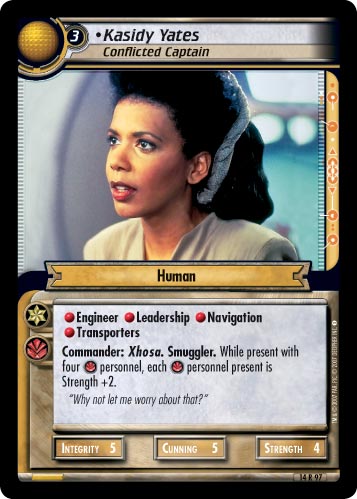 3
•Kasidy Yates
Conflicted Captain
Human
Engineer Leadership Navigation
Transporters
Commander: Xhosa. Smuggler. While present with
four personnel, each personnel present is
Strength +2.
"Why not let me worry about that?"
INTEGRITY 5 CUNNING 5 STRENGTH 4
14 R 97